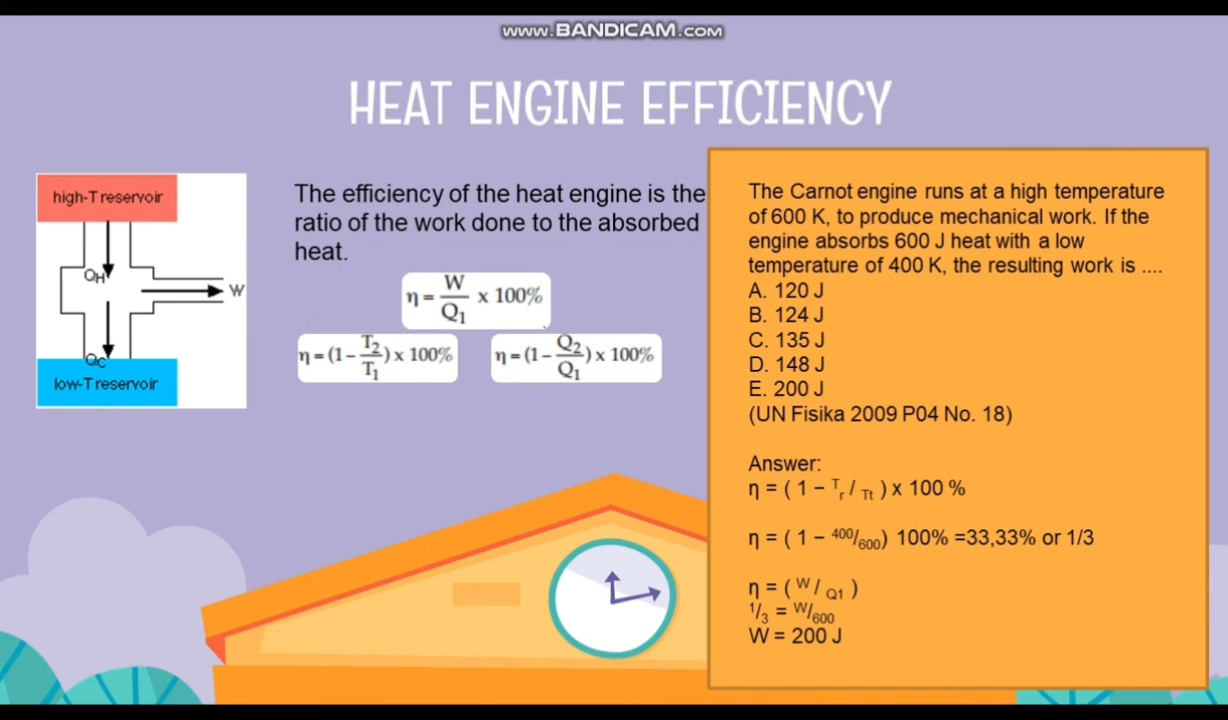 www.BANDICAM.com
HEAT ENGINE EFFICIENCY
high-T reservoir
QH
W
QC
low-T reservoir
The efficiency of the heat engine is the
ratio of the work done to the absorbed
heat.
η = W/Q₁ x 100%
η = (1 − T₂/T₁) x 100%
η = (1 − Q₂/Q₁) x 100%
The Carnot engine runs at a high temperature
of 600 K, to produce mechanical work. If the
engine absorbs 600 J heat with a low
temperature of 400 K, the resulting work is ....
A. 120 J
B. 124 J
C. 135 J
D. 148 J
E. 200 J
(UN Fisika 2009 P04 No. 18)
Answer:
η = ( 1 − Tr / Tt ) x 100 %
η = ( 1 − 400/600) 100% =33,33% or 1/3
η = ( W / Q1 )
1/3 = W/600
W = 200 J